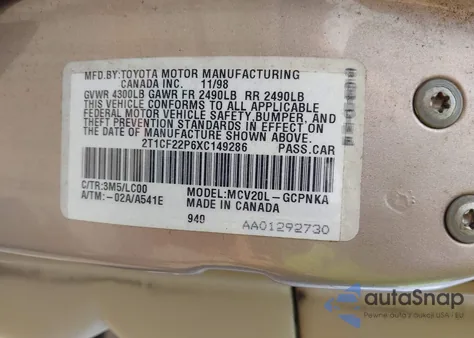 MFD.BY:TOYOTA MOTOR MANUFACTURING
CANADA INC. 11/98
GVWR 4300LB GAWR FR 2490LB RR 2490LB
THIS VEHICLE CONFORMS TO ALL APPLICABLE
FEDERAL MOTOR VEHICLE SAFETY,BUMPER, AND
THEFT PREVENTION STANDARDS IN EFFECT ON
THE DATE OF MANUFACTURE SHOWN ABOVE.
2T1CF22P6XC149286 PASS.CAR
C/TR:3M5/LC00 MODEL:MCV20L-GCPNKA
A/TM:-02A/A541E MADE IN CANADA
940 AA01292730
autoSnap